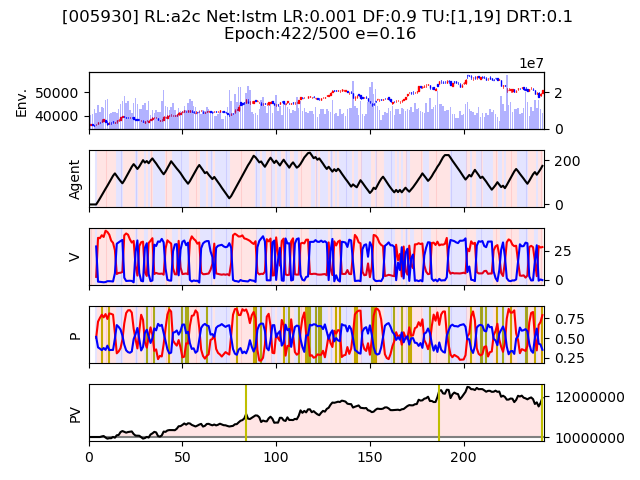 [005930] RL:a2c Net:lstm LR:0.001 DF:0.9 TU:[1,19] DRT:0.1
Epoch:422/500 e=0.16
1e7
Env.
50000
40000
2
0
Agent
200
0
V
25
0
P
0.75
0.50
0.25
PV
12000000
10000000
0 50 100 150 200